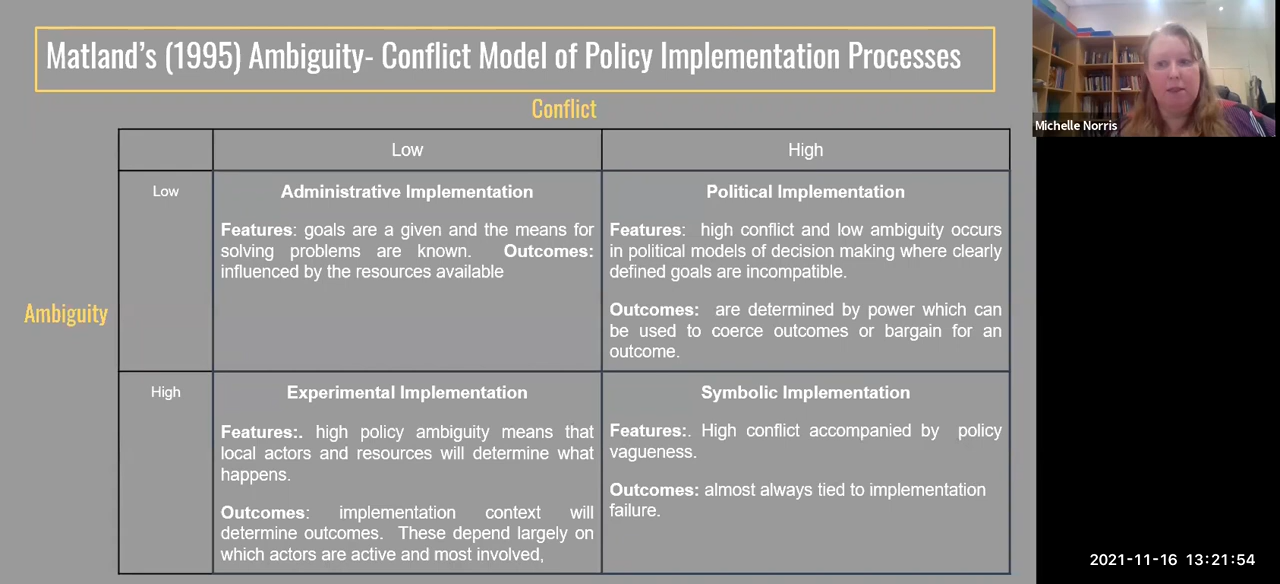 Matland's (1995) Ambiguity- Conflict Model of Policy Implementation Processes
Michelle Norris
Conflict
Low
High
Low
Administrative Implementation
Features: goals are a given and the means for
solving problems are known. Outcomes:
influenced by the resources available
Political Implementation
Features: high conflict and low ambiguity occurs
in political models of decision making where clearly
defined goals are incompatible.
Outcomes: are determined by power which can
be used to coerce outcomes or bargain for an
outcome.
Ambiguity
High
Experimental Implementation
Features:. high policy ambiguity means that
local actors and resources will determine what
happens.
Outcomes: implementation context will
determine outcomes. These depend largely on
which actors are active and most involved,
Symbolic Implementation
Features:. High conflict accompanied by policy
vagueness.
Outcomes: almost always tied to implementation
failure.
2021-11-16 13:21:54